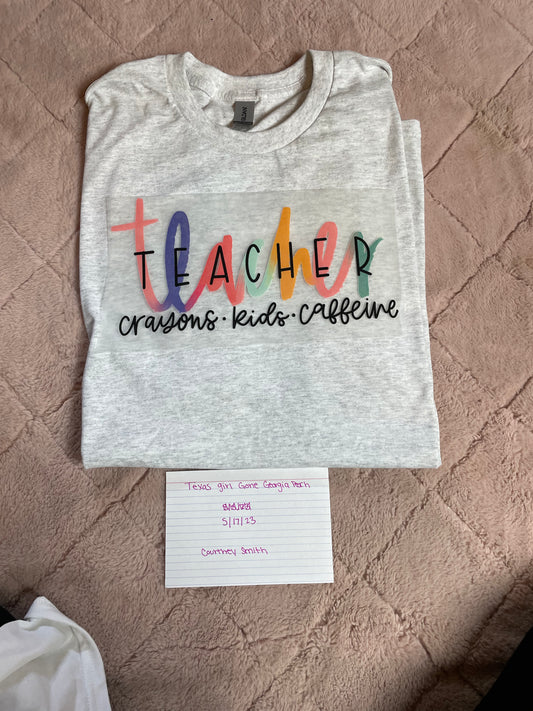 teacher
TEACHER
crayons · kids · caffeine
Texas girl Gone Georgia Peach
5/17/23
Courtney Smith